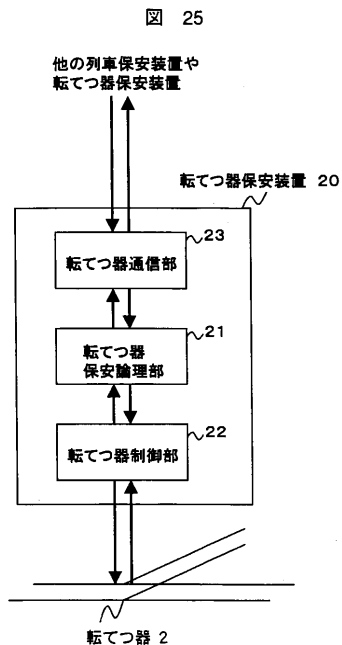 図 25
他の列車保安装置や
転てつ器保安装置
転てつ器保安装置 20
23
転てつ器通信部
21
転てつ器
保安論理部
22
転てつ器制御部
転てつ器 2